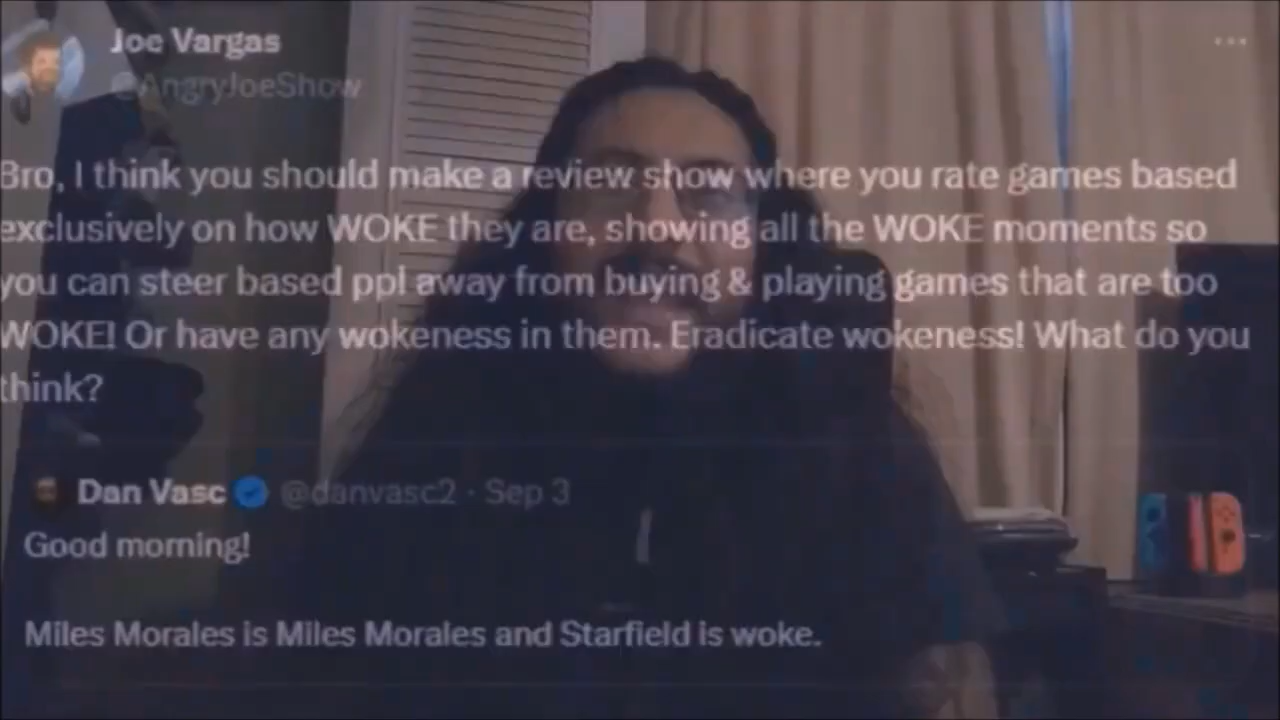 Joe Vargas
@AngryJoeShow
Bro, I think you should make a review show where you rate games based
exclusively on how WOKE they are, showing all the WOKE moments so
you can steer based ppl away from buying & playing games that are too
WOKE! Or have any wokeness in them. Eradicate wokeness! What do you
think?
Dan Vasc @danvasc2 · Sep 3
Good morning!
Miles Morales is Miles Morales and Starfield is woke.